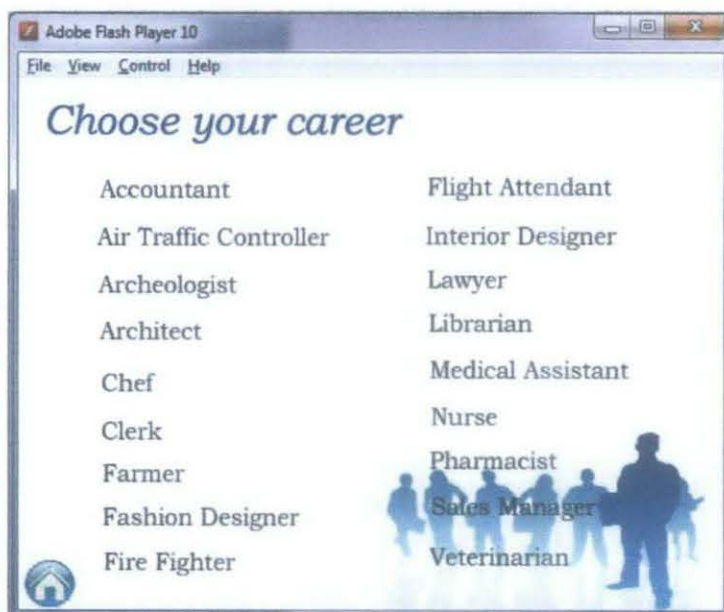 Adobe Flash Player 10
File View Control Help
Choose your career
Accountant
Air Traffic Controller
Archeologist
Architect
Chef
Clerk
Farmer
Fashion Designer
Fire Fighter
Flight Attendant
Interior Designer
Lawyer
Librarian
Medical Assistant
Nurse
Pharmacist
Sales Manager
Veterinarian